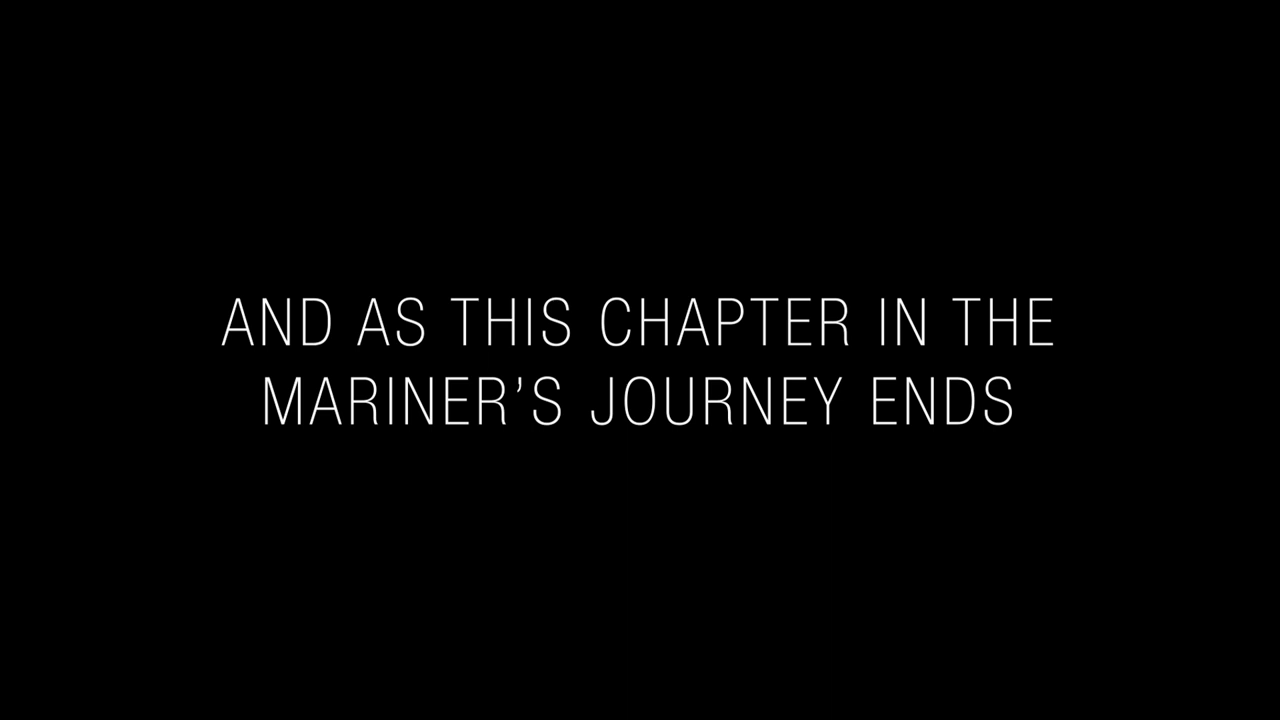 AND AS THIS CHAPTER IN THE
MARINER’S JOURNEY ENDS